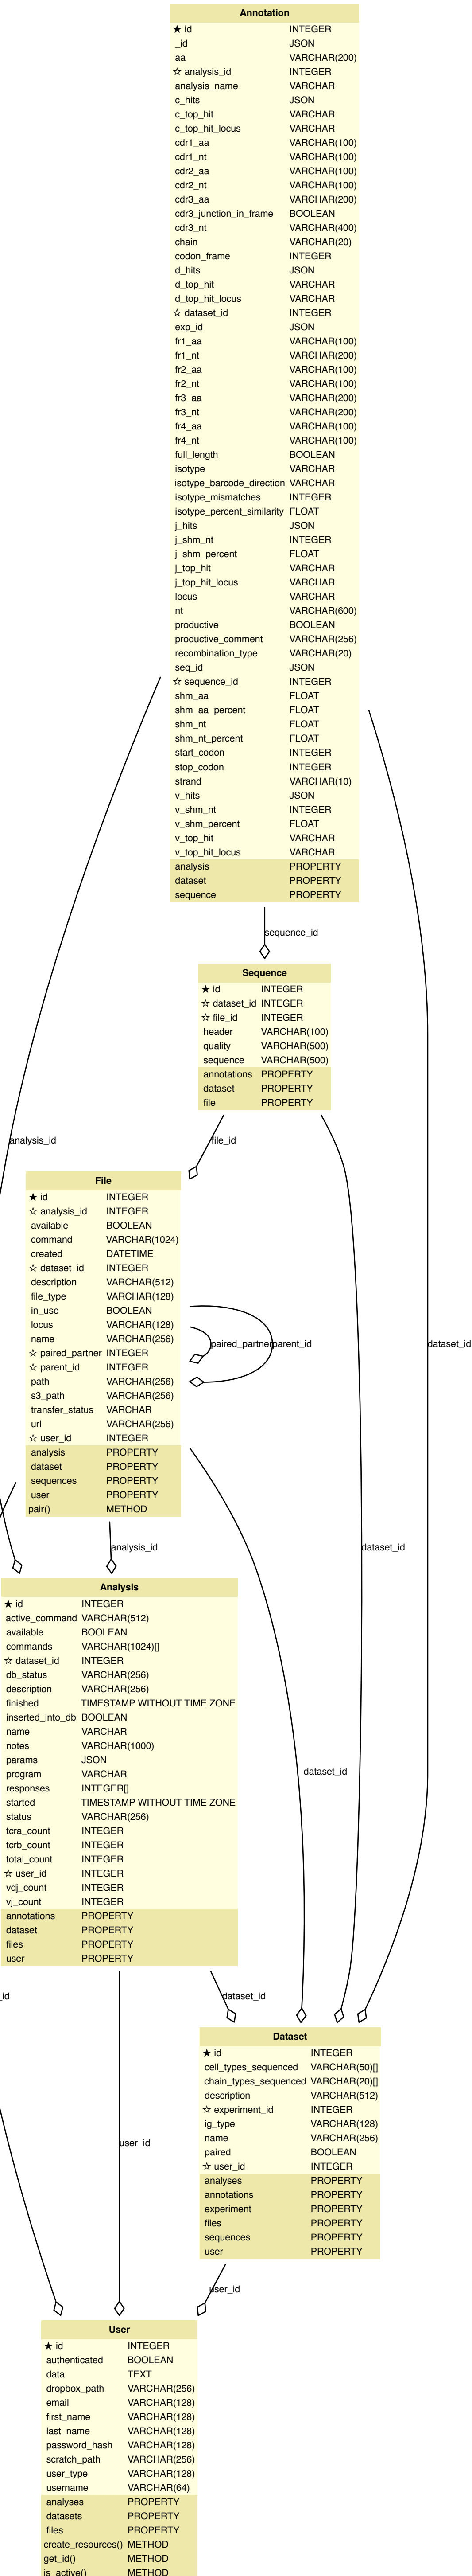 Annotation
★ id INTEGER
_id JSON
aa VARCHAR(200)
☆ analysis_id INTEGER
analysis_name VARCHAR
c_hits JSON
c_top_hit VARCHAR
c_top_hit_locus VARCHAR
cdr1_aa VARCHAR(100)
cdr1_nt VARCHAR(100)
cdr2_aa VARCHAR(100)
cdr2_nt VARCHAR(100)
cdr3_aa VARCHAR(200)
cdr3_junction_in_frame BOOLEAN
cdr3_nt VARCHAR(400)
chain VARCHAR(20)
codon_frame INTEGER
d_hits JSON
d_top_hit VARCHAR
d_top_hit_locus VARCHAR
☆ dataset_id INTEGER
exp_id JSON
fr1_aa VARCHAR(100)
fr1_nt VARCHAR(200)
fr2_aa VARCHAR(100)
fr2_nt VARCHAR(100)
fr3_aa VARCHAR(200)
fr3_nt VARCHAR(200)
fr4_aa VARCHAR(100)
fr4_nt VARCHAR(100)
full_length BOOLEAN
isotype VARCHAR
isotype_barcode_direction VARCHAR
isotype_mismatches INTEGER
isotype_percent_similarity FLOAT
j_hits JSON
j_shm_nt INTEGER
j_shm_percent FLOAT
j_top_hit VARCHAR
j_top_hit_locus VARCHAR
locus VARCHAR
nt VARCHAR(600)
productive BOOLEAN
productive_comment VARCHAR(256)
recombination_type VARCHAR(20)
seq_id JSON
☆ sequence_id INTEGER
shm_aa FLOAT
shm_aa_percent FLOAT
shm_nt FLOAT
shm_nt_percent FLOAT
start_codon INTEGER
stop_codon INTEGER
strand VARCHAR(10)
v_hits JSON
v_shm_nt INTEGER
v_shm_percent FLOAT
v_top_hit VARCHAR
v_top_hit_locus VARCHAR
analysis PROPERTY
dataset PROPERTY
sequence PROPERTY
sequence_id
Sequence
★ id INTEGER
☆ dataset_id INTEGER
☆ file_id INTEGER
header VARCHAR(100)
quality VARCHAR(500)
sequence VARCHAR(500)
annotations PROPERTY
dataset PROPERTY
file PROPERTY
analysis_id
file_id
File
★ id INTEGER
☆ analysis_id INTEGER
available BOOLEAN
command VARCHAR(1024)
created DATETIME
☆ dataset_id INTEGER
description VARCHAR(512)
file_type VARCHAR(128)
in_use BOOLEAN
locus VARCHAR(128)
name VARCHAR(256)
☆ paired_partner INTEGER
☆ parent_id INTEGER
path VARCHAR(256)
s3_path VARCHAR(256)
transfer_status VARCHAR
url VARCHAR(256)
☆ user_id INTEGER
analysis PROPERTY
dataset PROPERTY
sequences PROPERTY
user PROPERTY
pair() METHOD
paired_partner
parent_id
dataset_id
analysis_id
dataset_id
Analysis
★ id INTEGER
active_command VARCHAR(512)
available BOOLEAN
commands VARCHAR(1024)[]
☆ dataset_id INTEGER
db_status VARCHAR(256)
description VARCHAR(256)
finished TIMESTAMP WITHOUT TIME ZONE
inserted_into_db BOOLEAN
name VARCHAR
notes VARCHAR(1000)
params JSON
program VARCHAR
responses INTEGER[]
started TIMESTAMP WITHOUT TIME ZONE
status VARCHAR(256)
tcra_count INTEGER
tcrb_count INTEGER
total_count INTEGER
☆ user_id INTEGER
vdj_count INTEGER
vj_count INTEGER
annotations PROPERTY
dataset PROPERTY
files PROPERTY
user PROPERTY
dataset_id
_id
dataset_id
Dataset
★ id INTEGER
cell_types_sequenced VARCHAR(50)[]
chain_types_sequenced VARCHAR(20)[]
description VARCHAR(512)
☆ experiment_id INTEGER
ig_type VARCHAR(128)
name VARCHAR(256)
paired BOOLEAN
☆ user_id INTEGER
analyses PROPERTY
annotations PROPERTY
experiment PROPERTY
files PROPERTY
sequences PROPERTY
user PROPERTY
user_id
user_id
User
★ id INTEGER
authenticated BOOLEAN
data TEXT
dropbox_path VARCHAR(256)
email VARCHAR(128)
first_name VARCHAR(128)
last_name VARCHAR(128)
password_hash VARCHAR(128)
scratch_path VARCHAR(256)
user_type VARCHAR(128)
username VARCHAR(64)
analyses PROPERTY
datasets PROPERTY
files PROPERTY
create_resources() METHOD
get_id() METHOD
is_active() METHOD